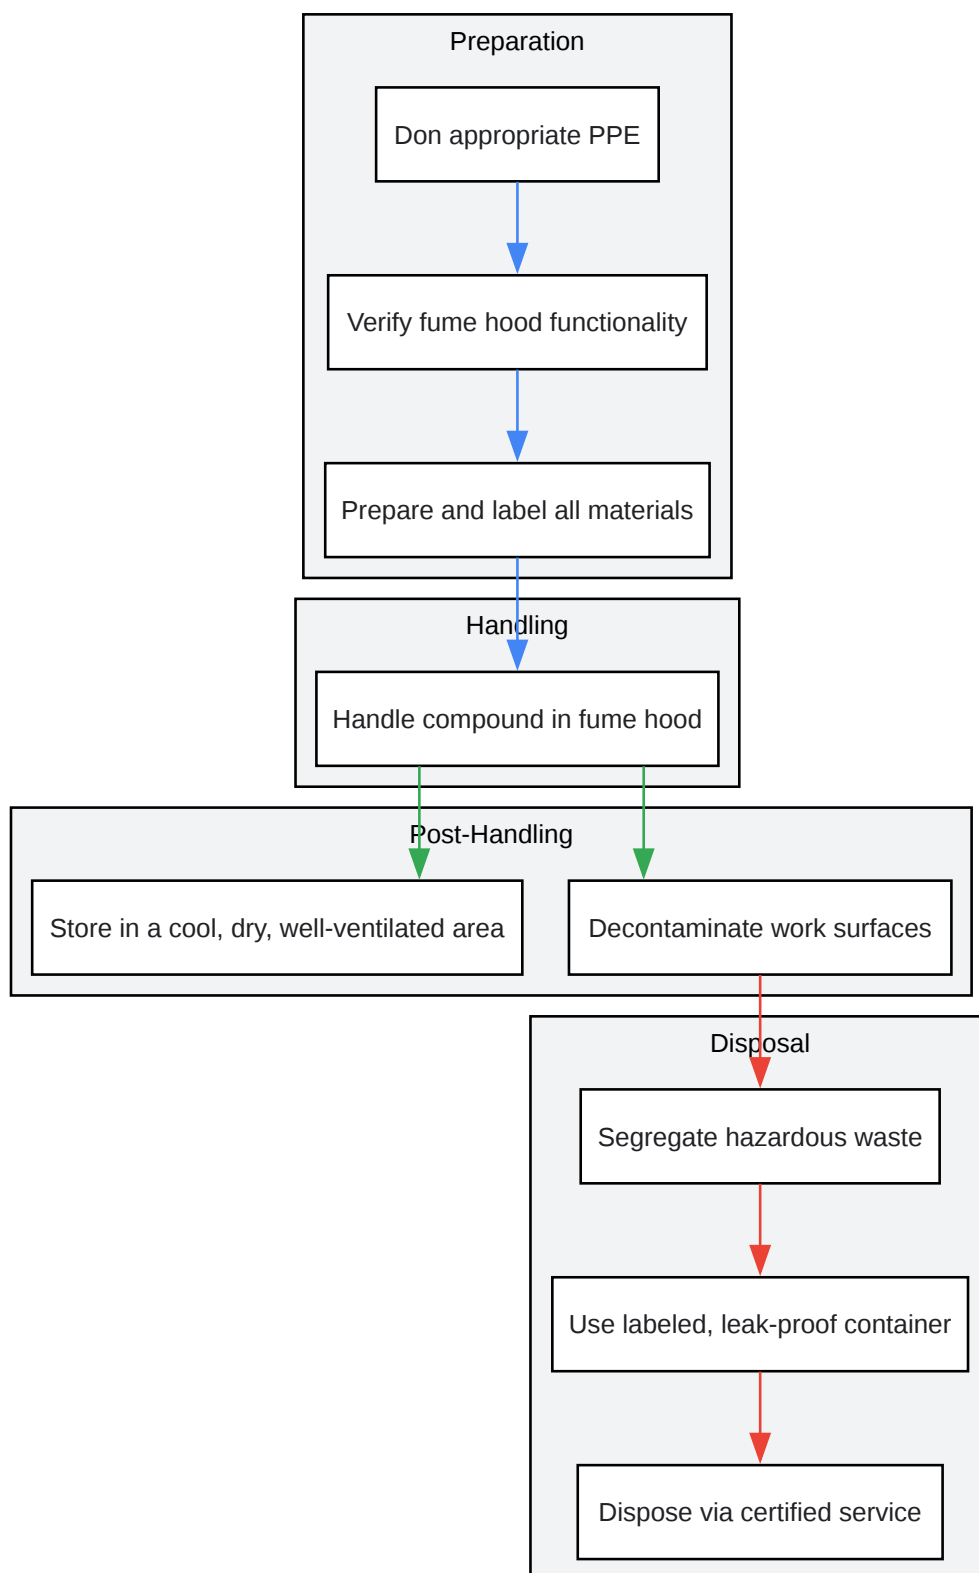 Preparation
Don appropriate PPE
Verify fume hood functionality
Prepare and label all materials
Handling
Handle compound in fume hood
Post-Handling
Store in a cool, dry, well-ventilated area
Decontaminate work surfaces
Disposal
Segregate hazardous waste
Use labeled, leak-proof container
Dispose via certified service